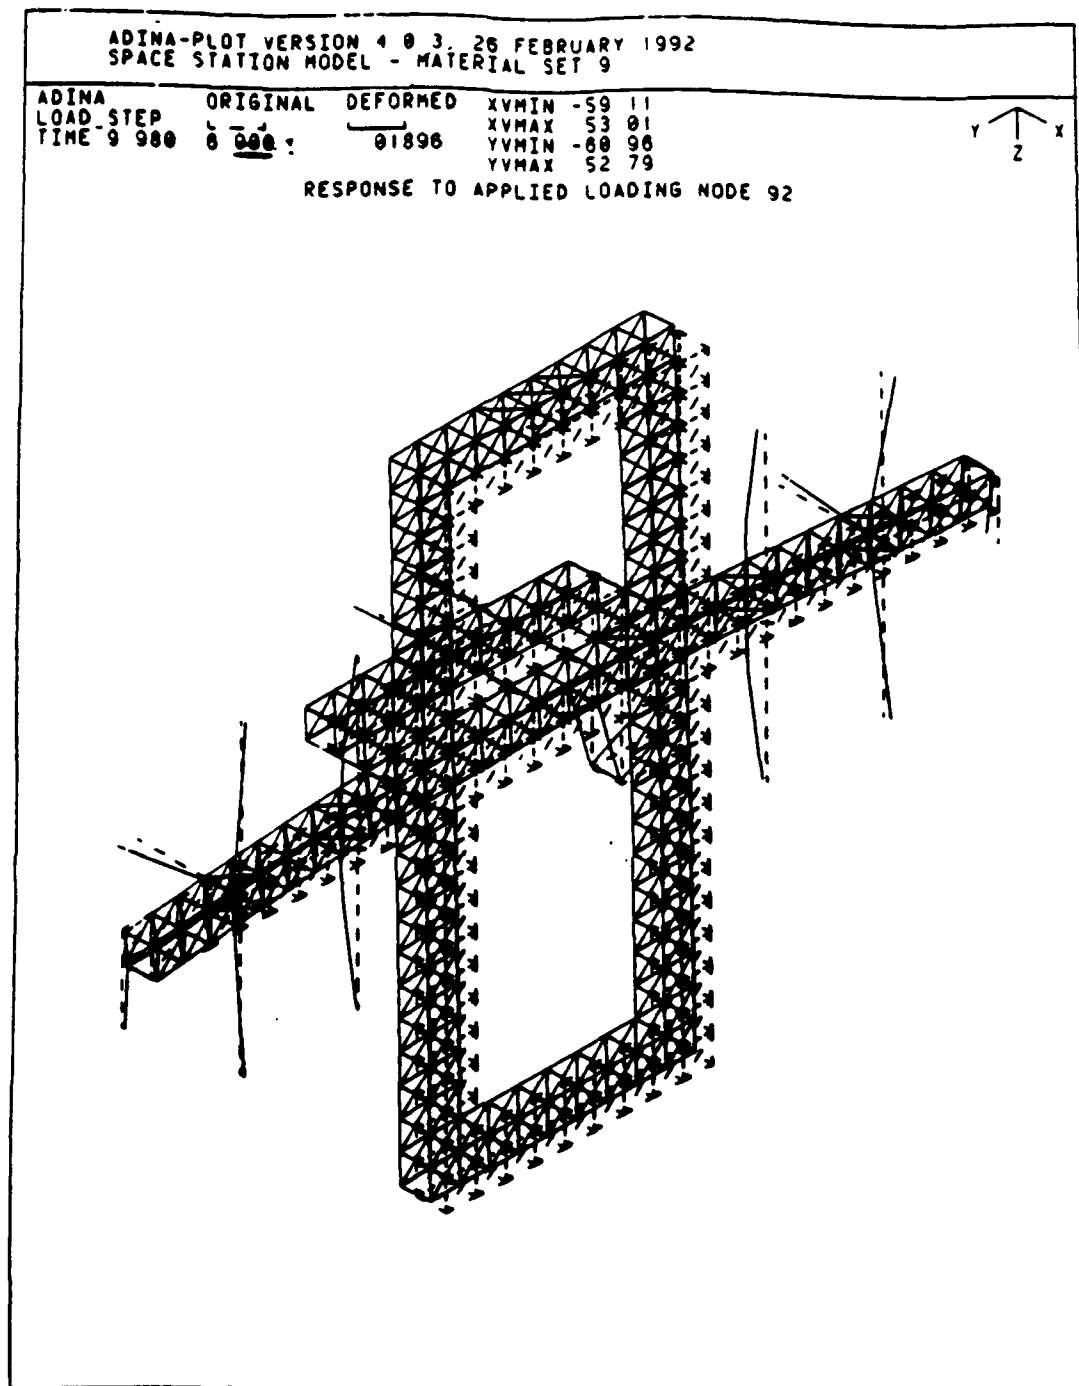 ADINA-PLOT VERSION 4 0 3, 26 FEBRUARY 1992
SPACE STATION MODEL - MATERIAL SET 9
ADINA ORIGINAL DEFORMED XVMIN -59 11
LOAD STEP XVMAX 53 01
TIME 9 980 6 000 01896 YVMIN -60 96
YVMAX 52 79
RESPONSE TO APPLIED LOADING NODE 92
Y X
Z